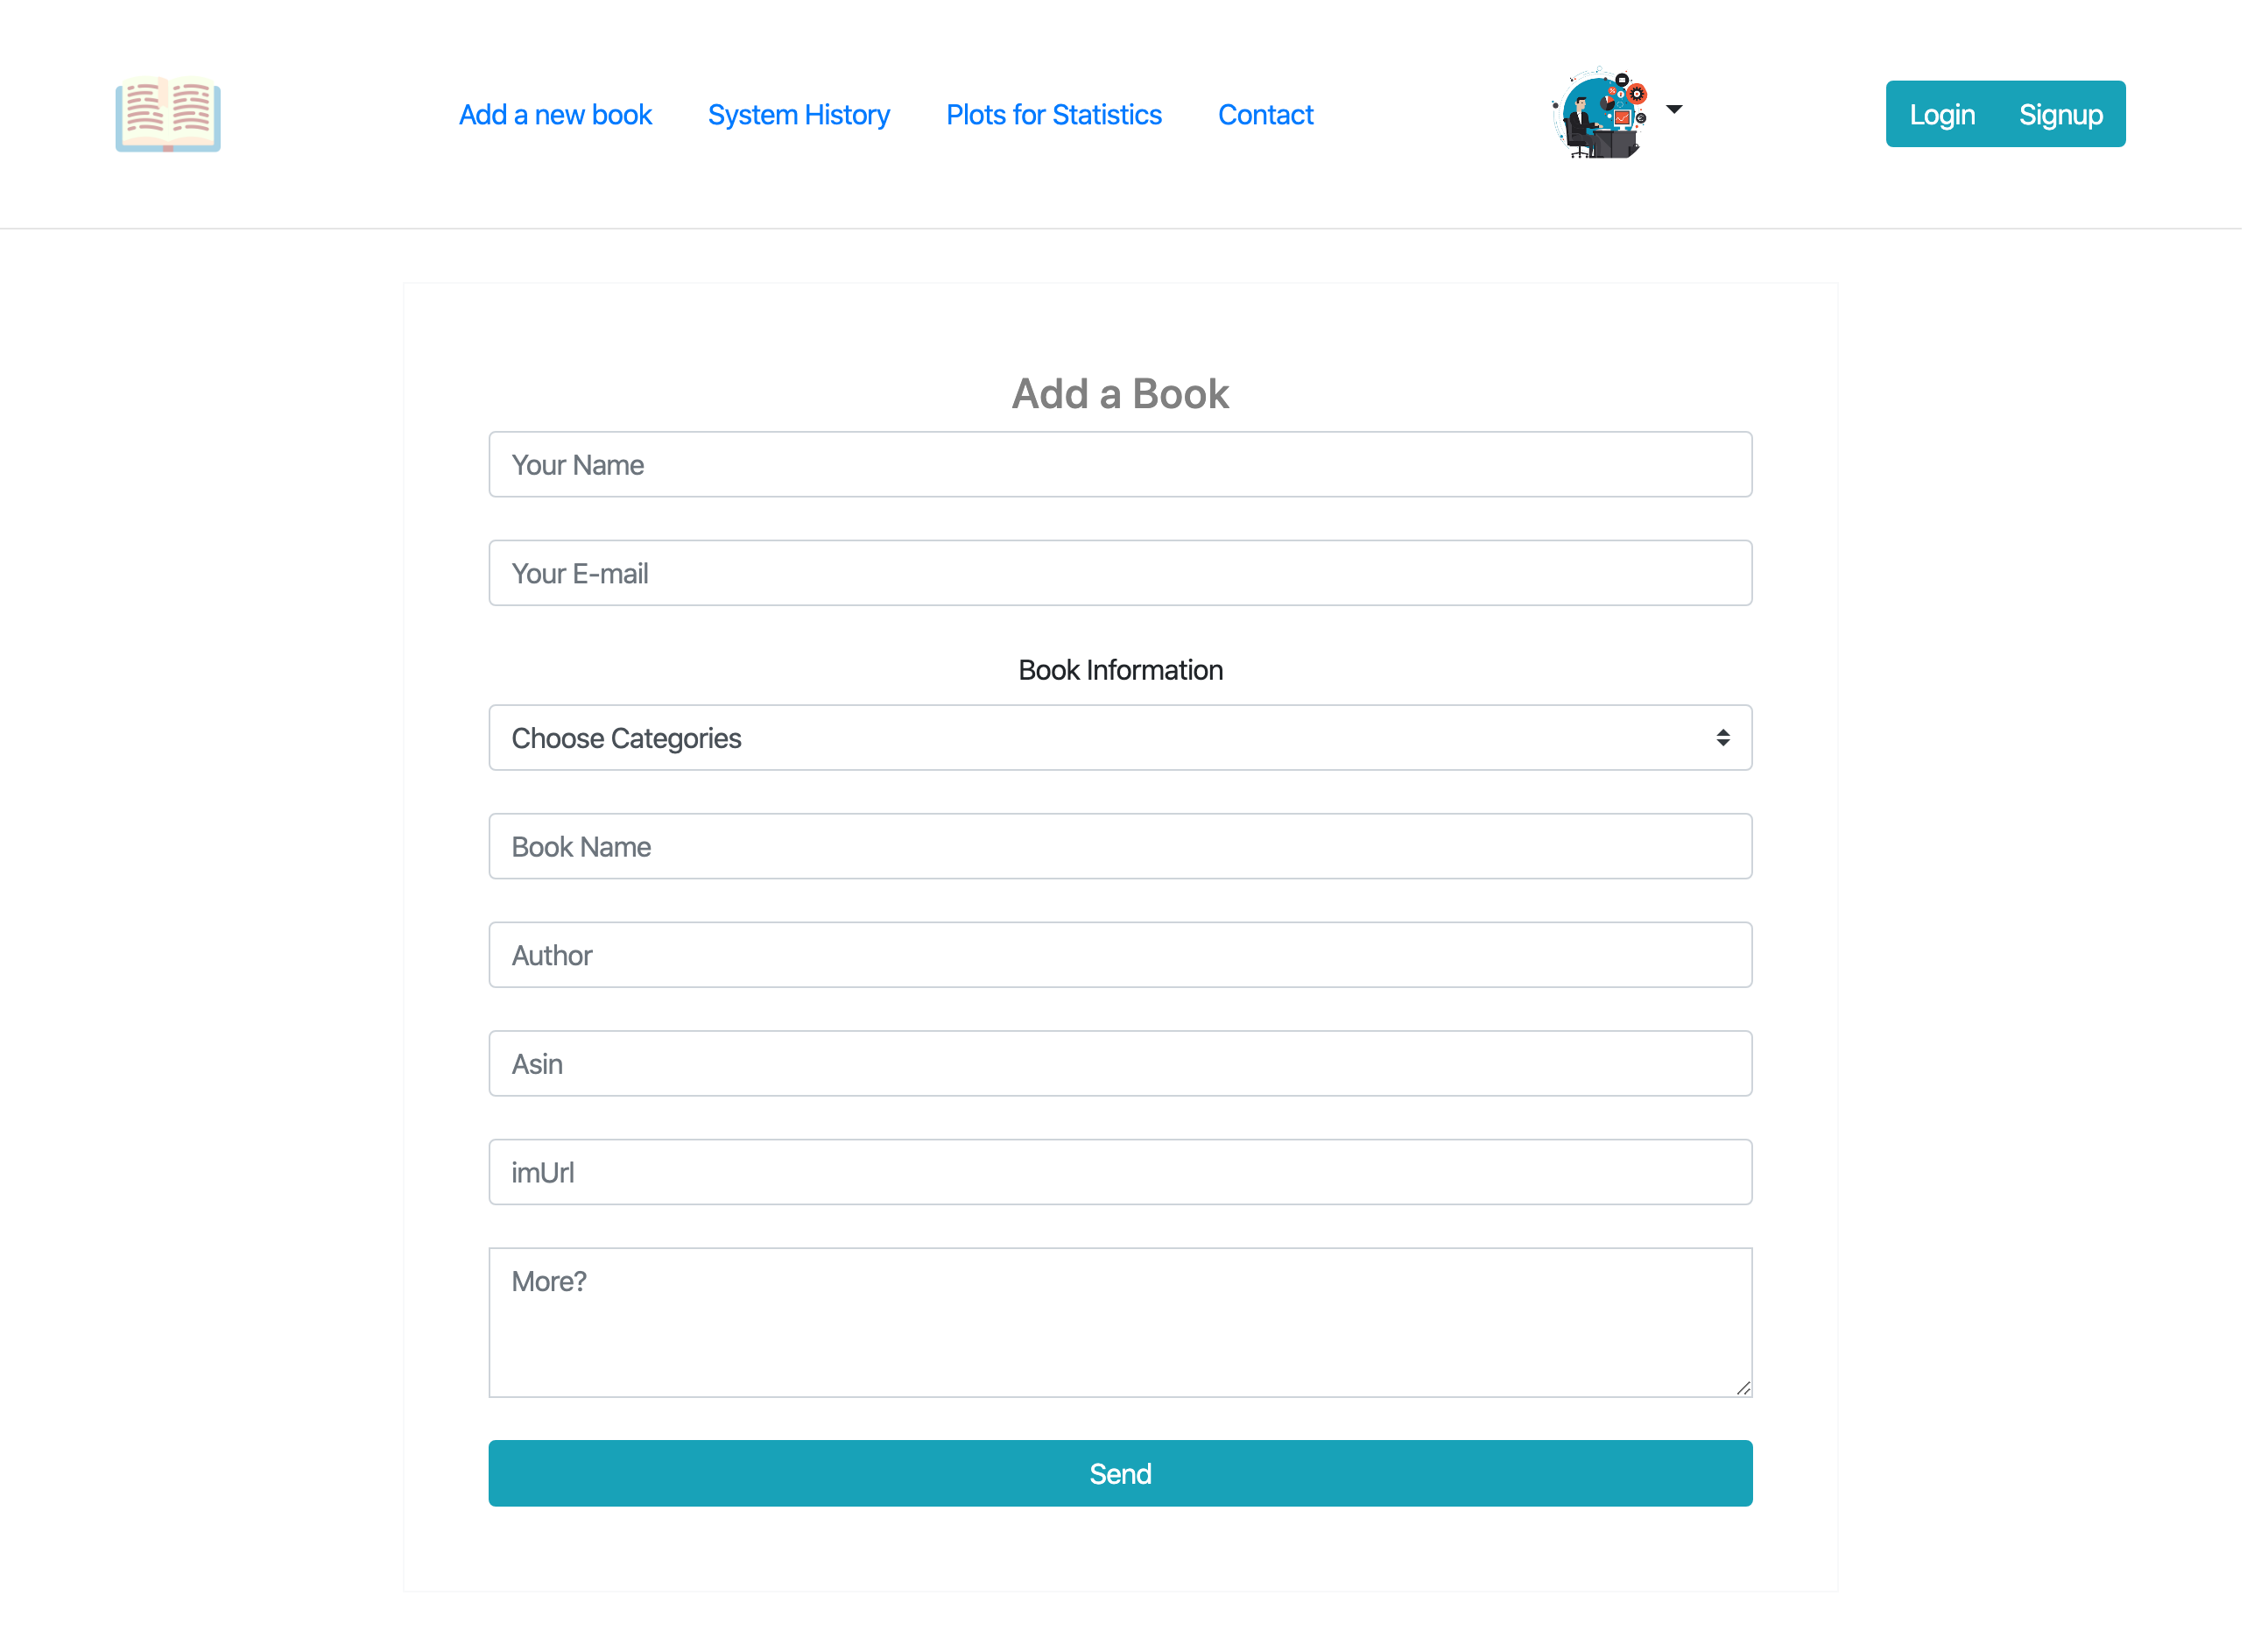 Add a new book System History Plots for Statistics Contact Login Signup
Add a Book
Your Name
Your E-mail
Book Information
Choose Categories
Book Name
Author
Asin
imUrl
More?
Send